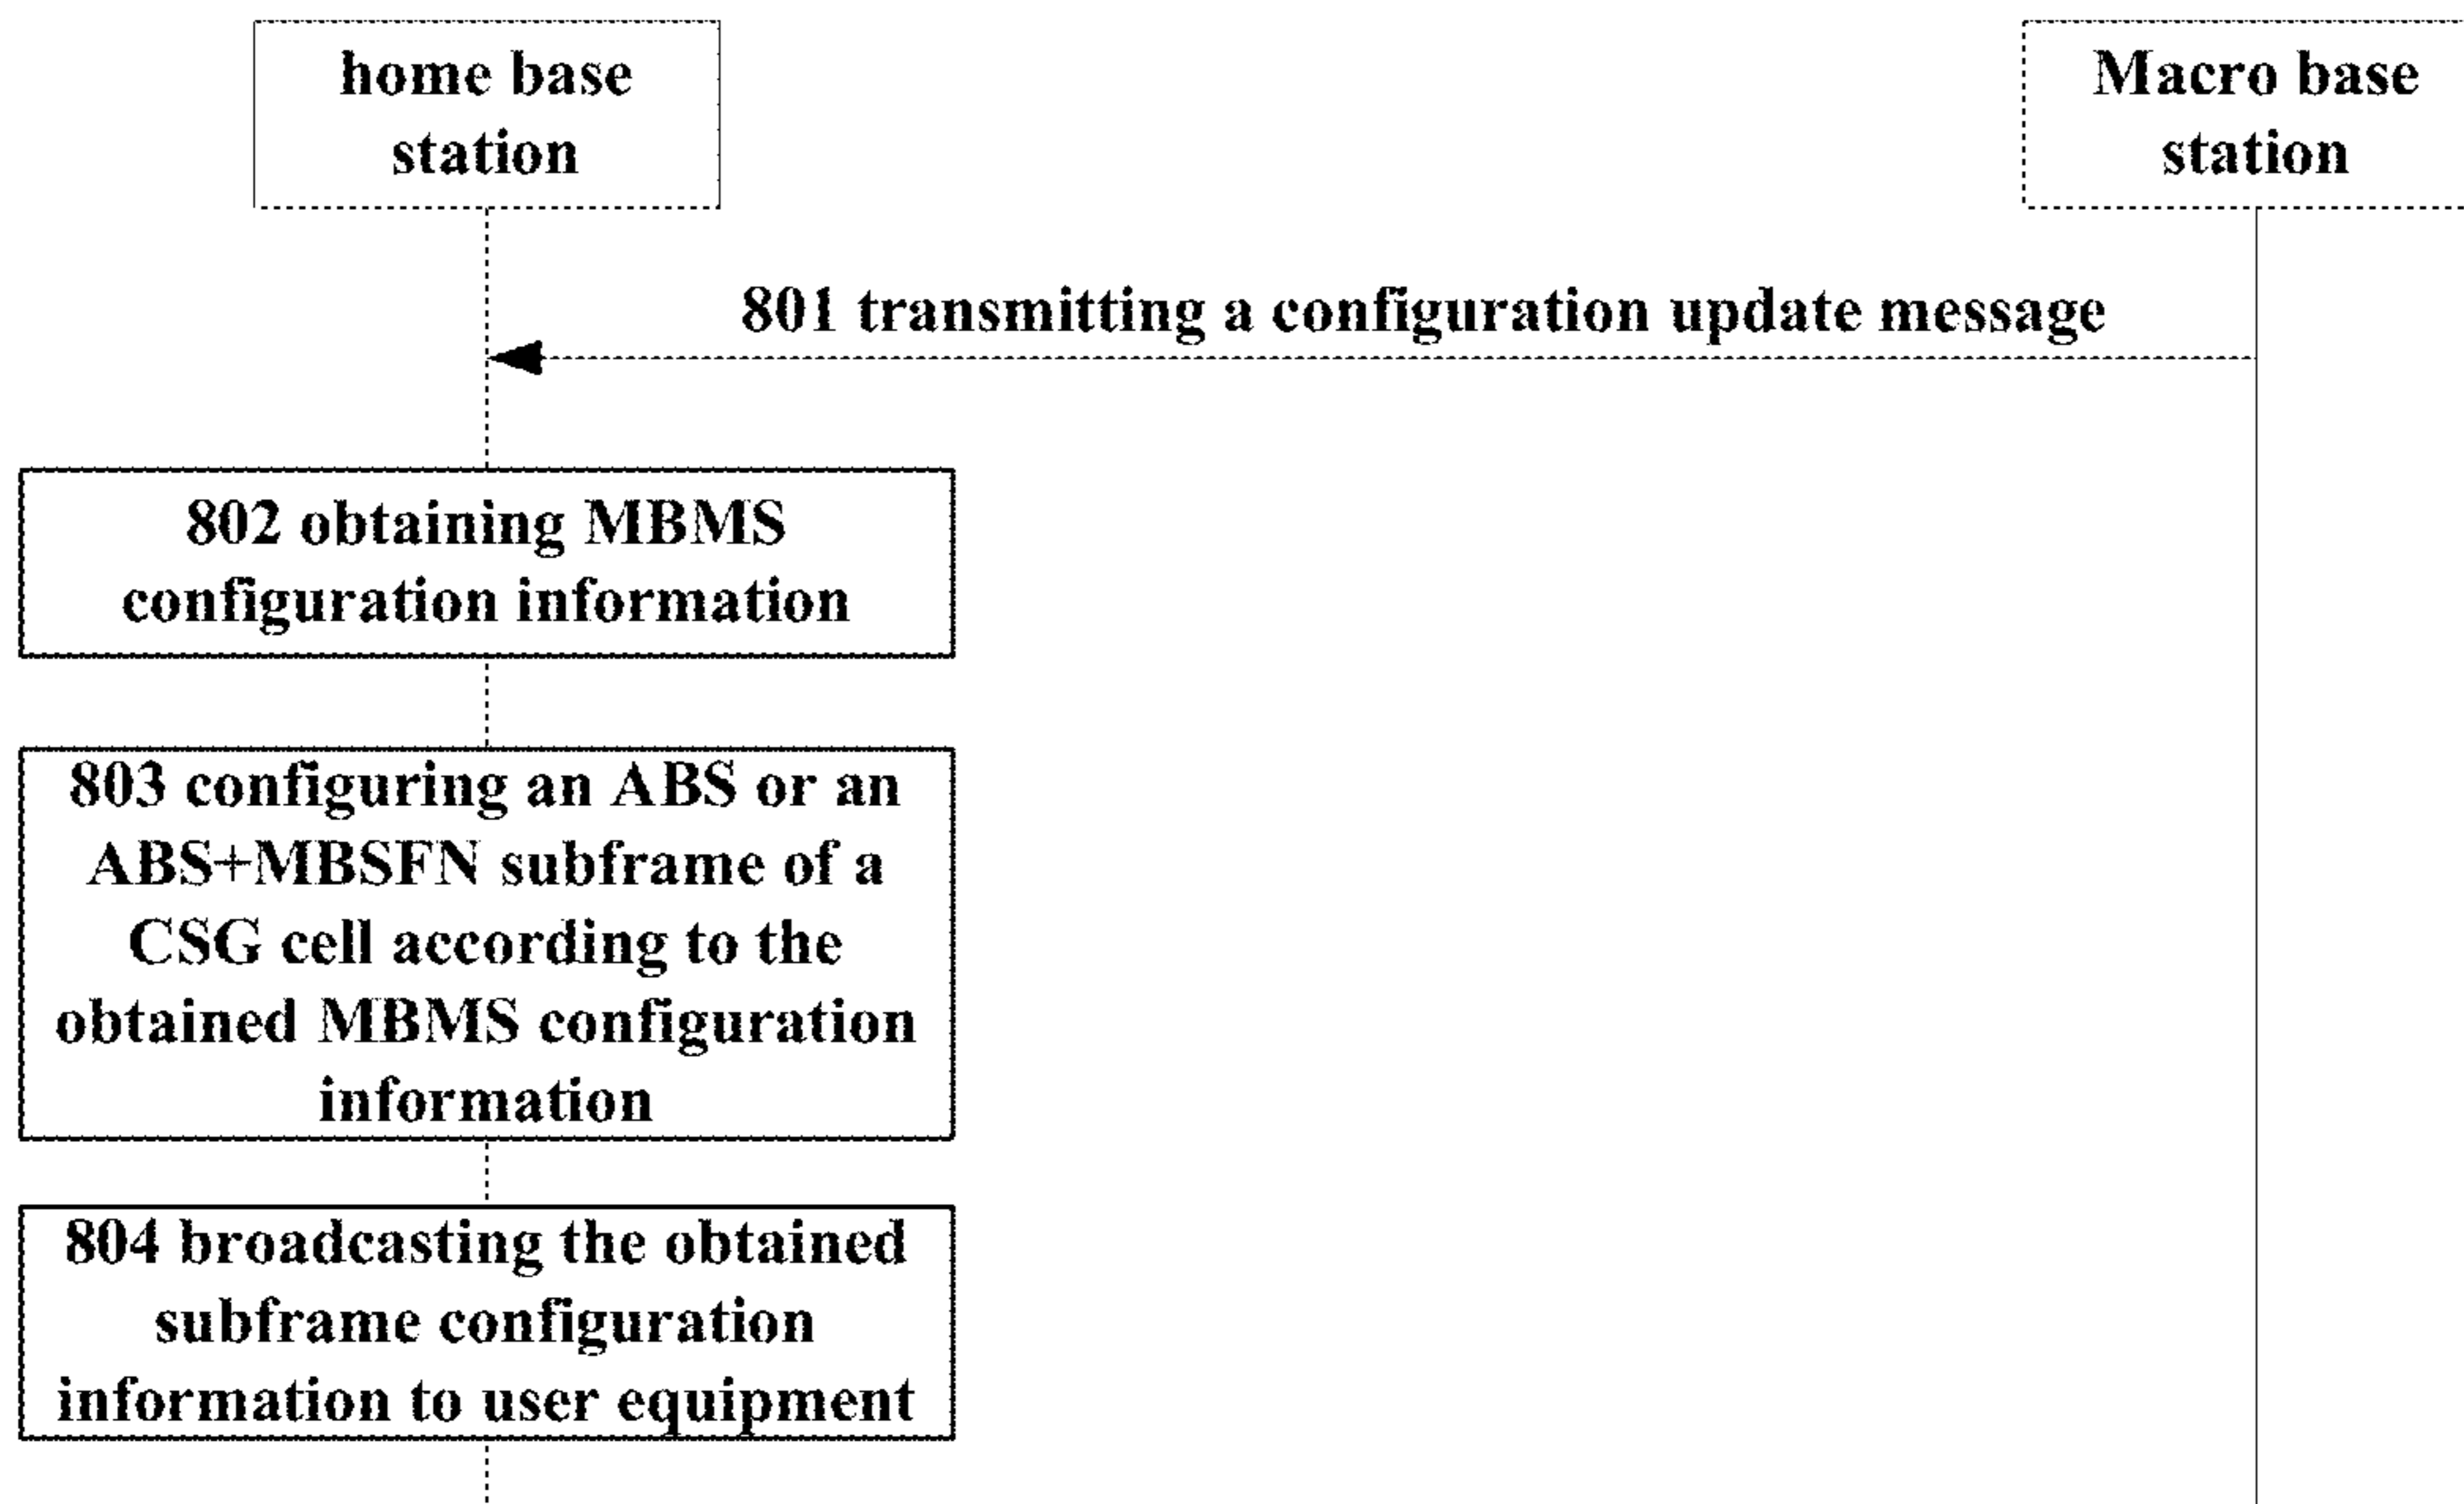 home base
station
Macro base
station
801 transmitting a configuration update message
802 obtaining MBMS
configuration information
803 configuring an ABS or an
ABS+MBSFN subframe of a
CSG cell according to the
obtained MBMS configuration
information
804 broadcasting the obtained
subframe configuration
information to user equipment